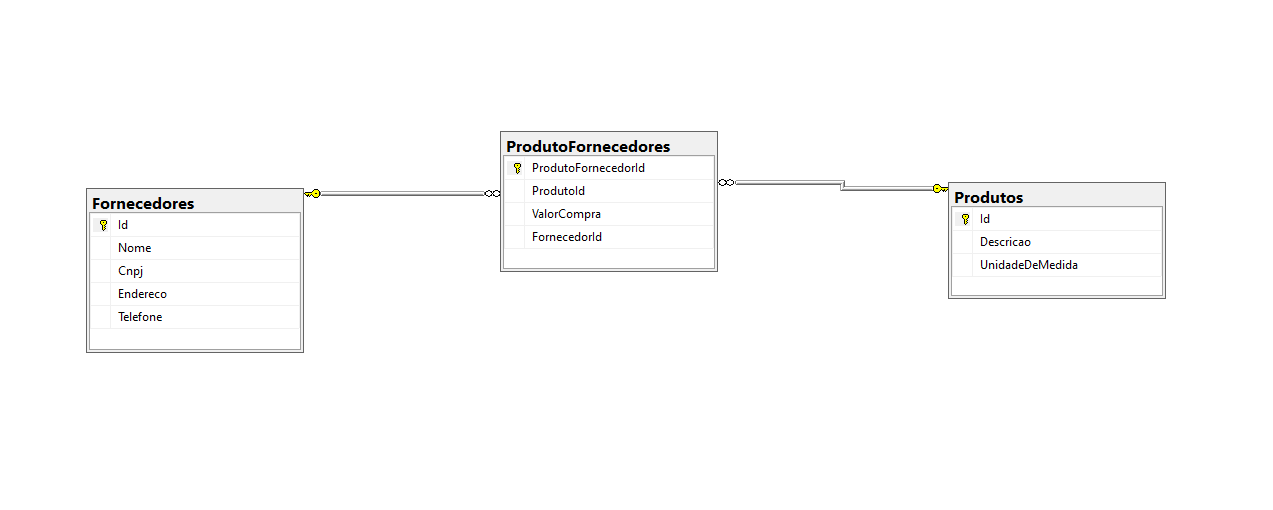 Fornecedores
Id
Nome
Cnpj
Endereco
Telefone
ProdutoFornecedores
ProdutoFornecedorId
ProdutoId
ValorCompra
FornecedorId
Produtos
Id
Descricao
UnidadeDeMedida